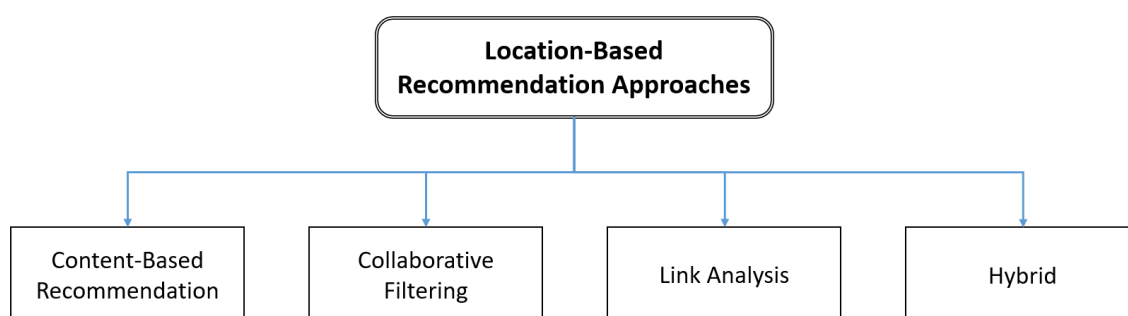 Location-Based
Recommendation Approaches
Content-Based
Recommendation
Collaborative
Filtering
Link Analysis
Hybrid